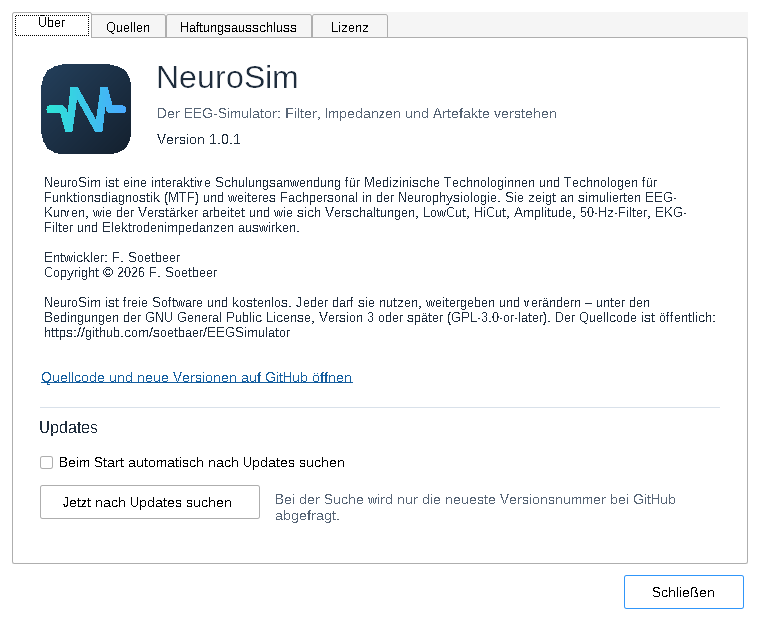 Über
Quellen
Haftungsausschluss
Lizenz
NeuroSim
Der EEG-Simulator: Filter, Impedanzen und Artefakte verstehen
Version 1.0.1
NeuroSim ist eine interaktive Schulungsanwendung für Medizinische Technologinnen und Technologen für
Funktionsdiagnostik (MTF) und weiteres Fachpersonal in der Neurophysiologie. Sie zeigt an simulierten EEG-
Kurven, wie der Verstärker arbeitet und wie sich Verschaltungen, LowCut, HiCut, Amplitude, 50-Hz-Filter, EKG-
Filter und Elektrodenimpedanzen auswirken.
Entwickler: F. Soetbeer
Copyright © 2026 F. Soetbeer
NeuroSim ist freie Software und kostenlos. Jeder darf sie nutzen, weitergeben und verändern – unter den
Bedingungen der GNU General Public License, Version 3 oder später (GPL-3.0-or-later). Der Quellcode ist öffentlich:
https://github.com/soetbaer/EEGSimulator
Quellcode und neue Versionen auf GitHub öffnen
Updates
Beim Start automatisch nach Updates suchen
Jetzt nach Updates suchen
Bei der Suche wird nur die neueste Versionsnummer bei GitHub
abgefragt.
Schließen